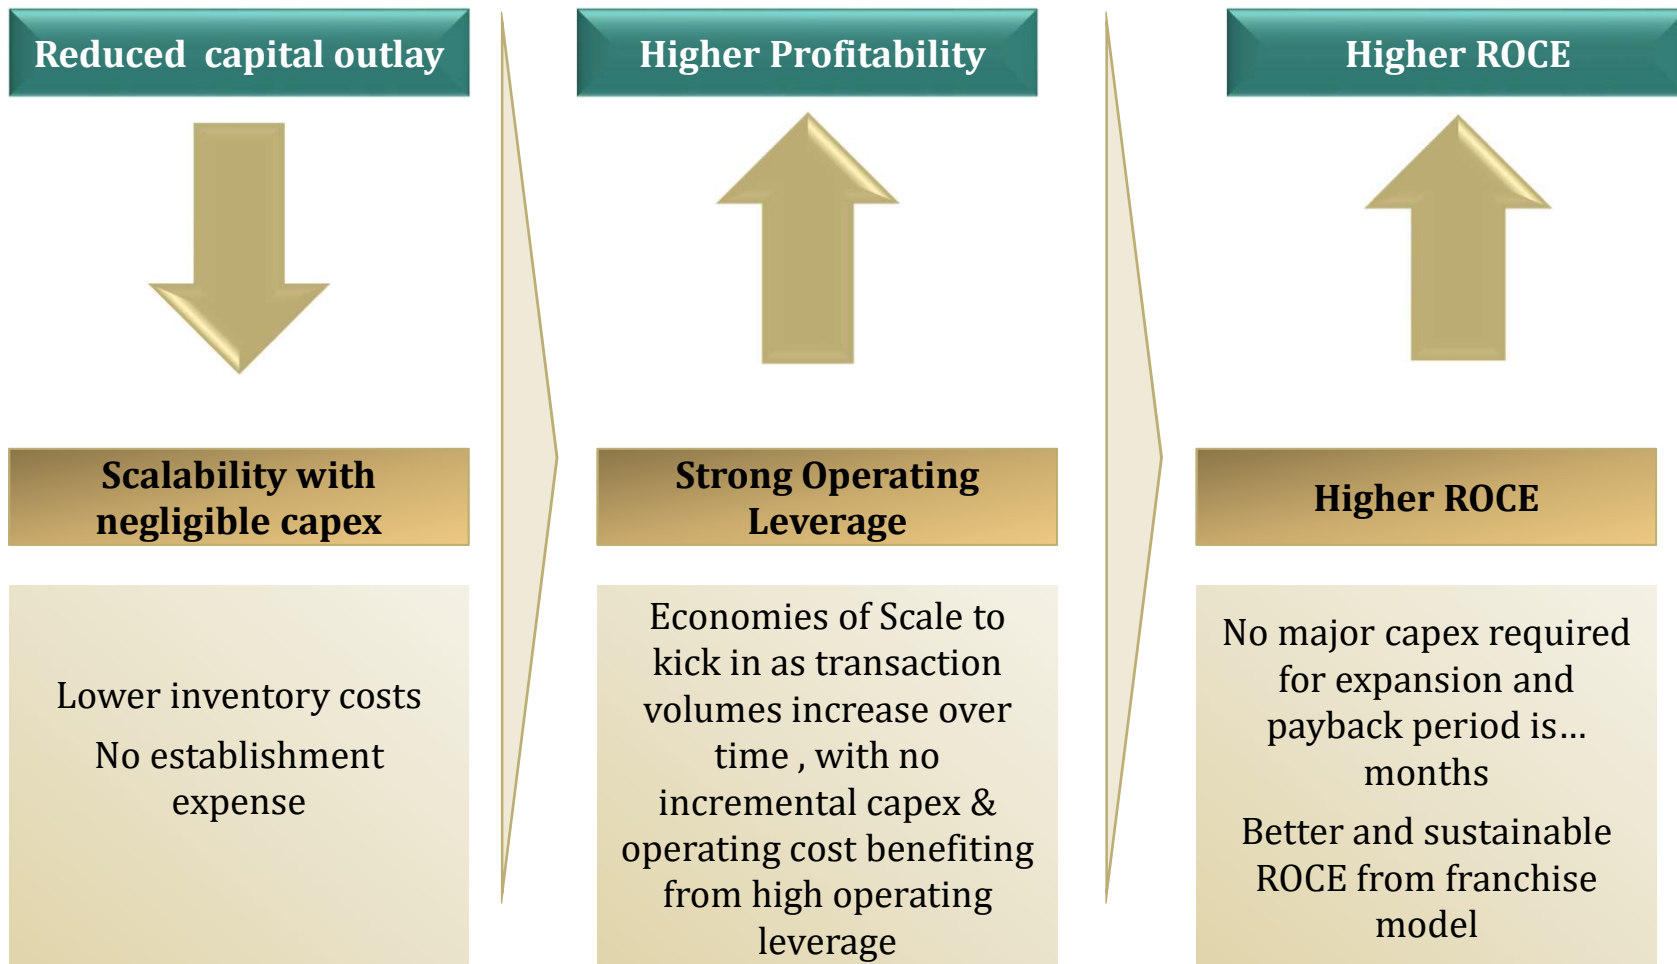 Reduced  capital outlay
Higher Profitability
Higher ROCE
Scalability with
negligible capex
Strong Operating
Leverage
Higher ROCE
Lower inventory costs
No establishment
expense
Economies of Scale to
kick in as transaction
volumes increase over
time , with no
incremental capex &
operating cost benefiting
from high operating
leverage
No major capex required
for expansion and
payback period is…
months
Better and sustainable
ROCE from franchise
model